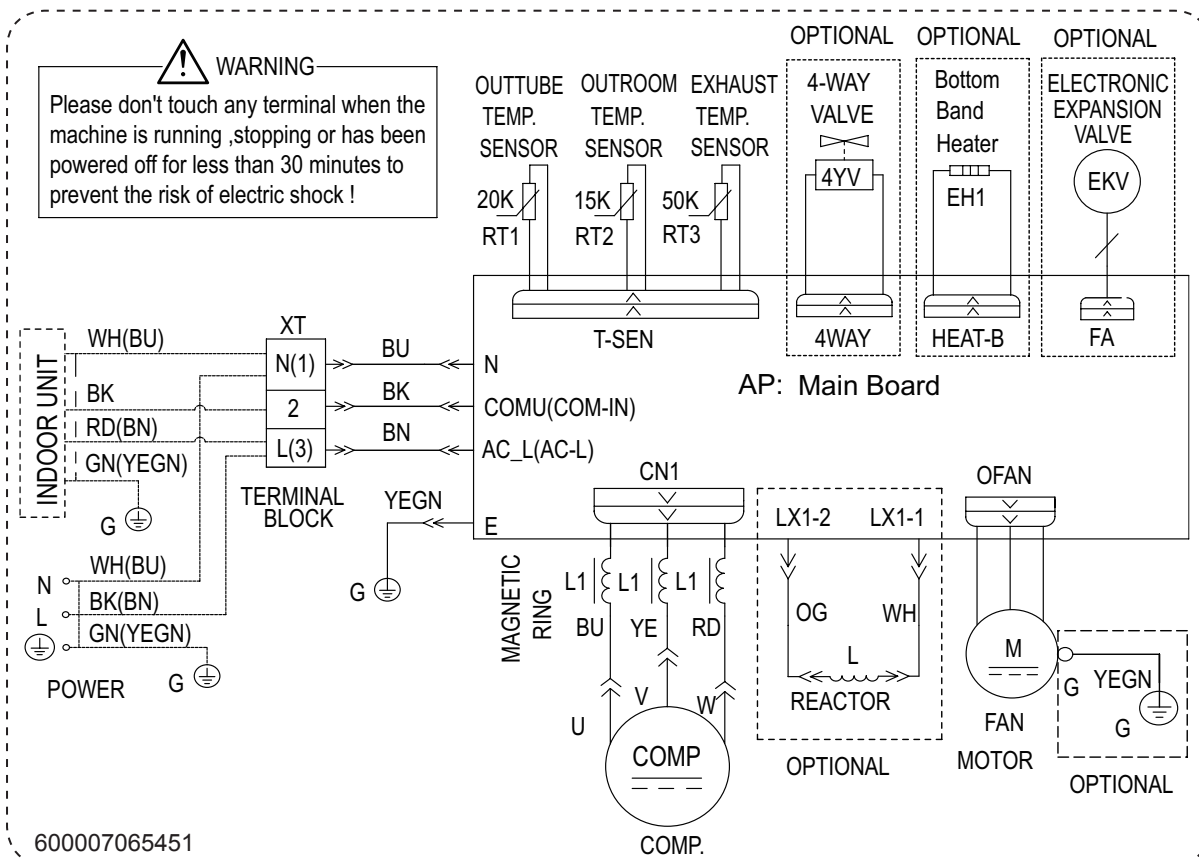 WARNING
Please don't touch any terminal when the
machine is running ,stopping or has been
powered off for less than 30 minutes to
prevent the risk of electric shock !
OUTTUBE
TEMP.
SENSOR
OUTROOM
TEMP.
SENSOR
EXHAUST
TEMP.
SENSOR
20K
RT1
15K
RT2
50K
RT3
T-SEN
OPTIONAL
4-WAY
VALVE
4YV
4WAY
OPTIONAL
Bottom
Band
Heater
EH1
HEAT-B
OPTIONAL
ELECTRONIC
EXPANSION
VALVE
EKV
FA
AP: Main Board
INDOOR UNIT
WH(BU)
BK
RD(BN)
GN(YEGN)
G
XT
N(1)
2
L(3)
TERMINAL
BLOCK
BU
BK
BN
N
COMU(COM-IN)
AC_L(AC-L)
YEGN
E
G
N
L
WH(BU)
BK(BN)
GN(YEGN)
G
POWER
CN1
MAGNETIC
RING
L1
L1
L1
BU
YE
RD
U
V
W
COMP
COMP.
LX1-2
LX1-1
OG
WH
L
REACTOR
OPTIONAL
OFAN
M
FAN
MOTOR
G
YEGN
G
OPTIONAL
600007065451